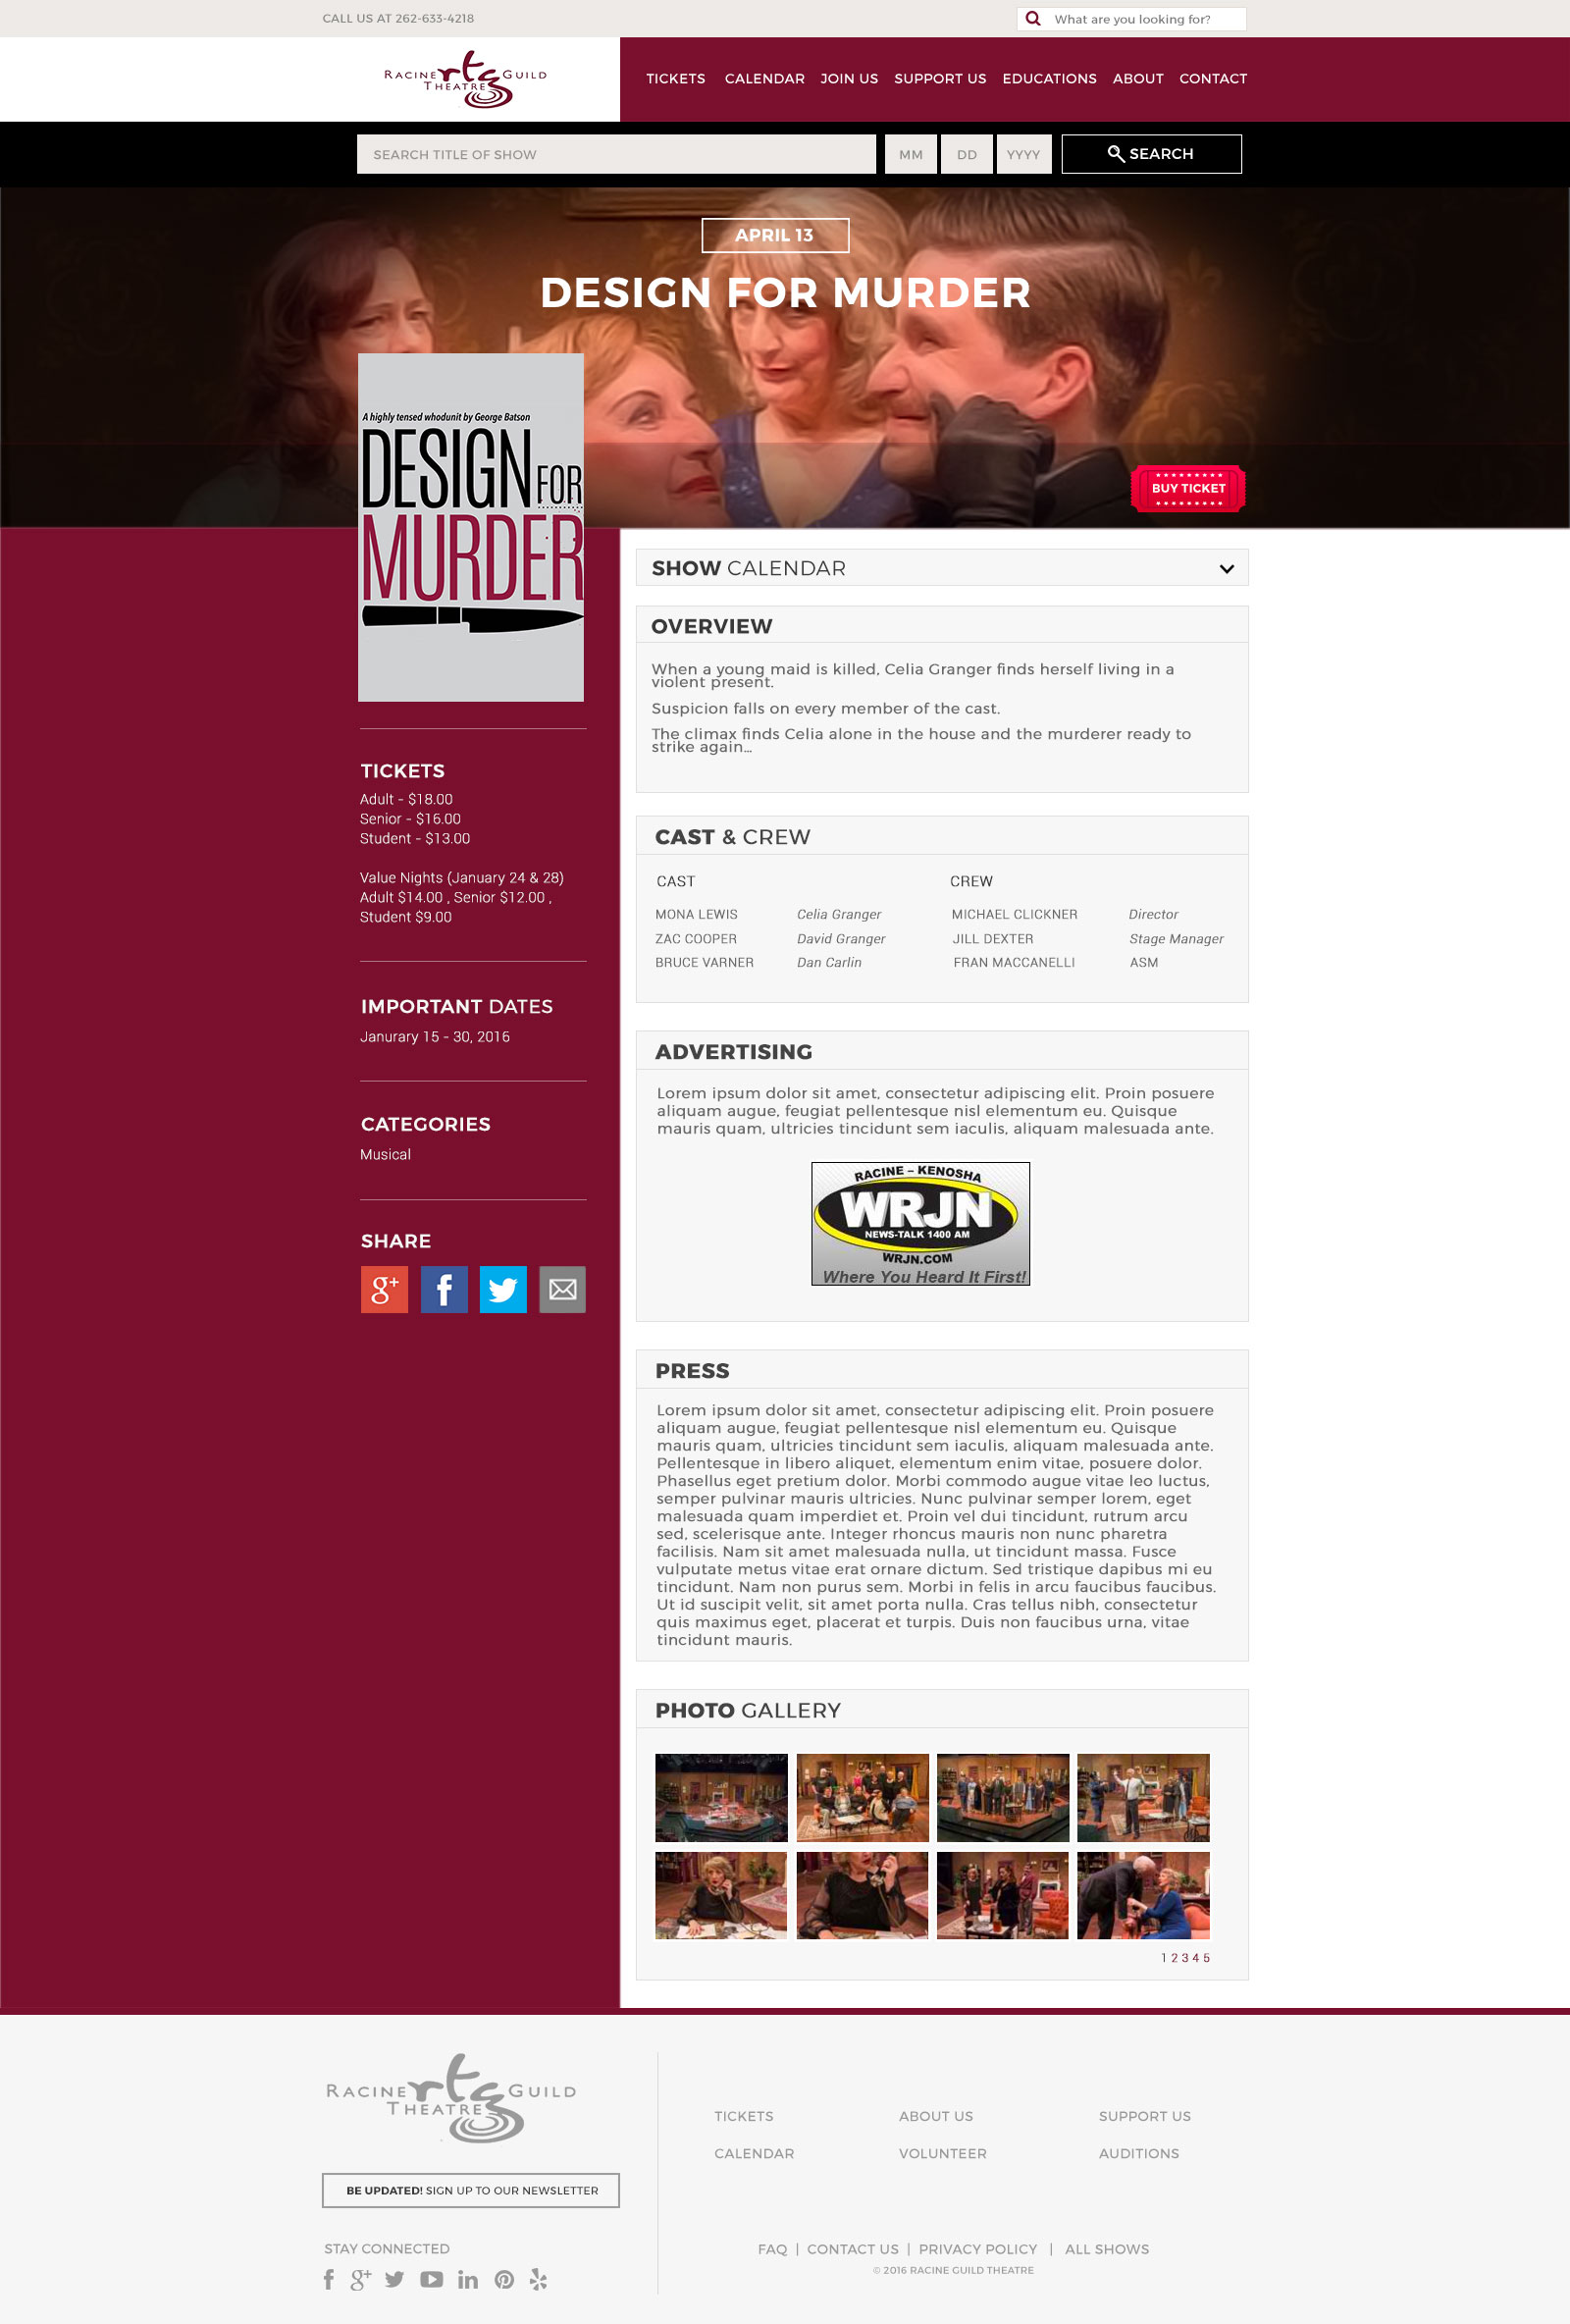 CALL US AT 262-633-4218
What are you looking for?
RACINE rtg GUILD
THEATRE
TICKETS CALENDAR JOIN US SUPPORT US EDUCATIONS ABOUT CONTACT
SEARCH TITLE OF SHOW MM DD YYYY SEARCH
APRIL 13
DESIGN FOR MURDER
A highly tensed whodunit by George Batson
DESIGN FOR
MURDER
BUY TICKET
TICKETS
Adult - $18.00
Senior - $16.00
Student - $13.00
Value Nights (January 24 & 28)
Adult $14.00 , Senior $12.00 ,
Student $9.00
IMPORTANT DATES
Janurary 15 - 30, 2016
CATEGORIES
Musical
SHARE
SHOW CALENDAR
OVERVIEW
When a young maid is killed, Celia Granger finds herself living in a
violent present.
Suspicion falls on every member of the cast.
The climax finds Celia alone in the house and the murderer ready to
strike again...
CAST & CREW
CAST CREW
MONA LEWIS Celia Granger MICHAEL CLICKNER Director
ZAC COOPER David Granger JILL DEXTER Stage Manager
BRUCE VARNER Dan Carlin FRAN MACCANELLI ASM
ADVERTISING
Lorem ipsum dolor sit amet, consectetur adipiscing elit. Proin posuere
aliquam augue, feugiat pellentesque nisl elementum eu. Quisque
mauris quam, ultricies tincidunt sem iaculis, aliquam malesuada ante.
RACINE – KENOSHA
WRJN
NEWS-TALK 1400 AM
WRJN.COM
Where You Heard It First!
PRESS
Lorem ipsum dolor sit amet, consectetur adipiscing elit. Proin posuere
aliquam augue, feugiat pellentesque nisl elementum eu. Quisque
mauris quam, ultricies tincidunt sem iaculis, aliquam malesuada ante.
Pellentesque in libero aliquet, elementum enim vitae, posuere dolor.
Phasellus eget pretium dolor. Morbi commodo augue vitae leo luctus,
semper pulvinar mauris ultricies. Nunc pulvinar semper lorem, eget
malesuada quam imperdiet et. Proin vel dui tincidunt, rutrum arcu
sed, scelerisque ante. Integer rhoncus mauris non nunc pharetra
facilisis. Nam sit amet malesuada nulla, ut tincidunt massa. Fusce
vulputate metus vitae erat ornare dictum. Sed tristique dapibus mi eu
tincidunt. Nam non purus sem. Morbi in felis in arcu faucibus faucibus.
Ut id suscipit velit, sit amet porta nulla. Cras tellus nibh, consectetur
quis maximus eget, placerat et turpis. Duis non faucibus urna, vitae
tincidunt mauris.
PHOTO GALLERY
1 2 3 4 5
RACINE rtg GUILD
THEATRE
BE UPDATED! SIGN UP TO OUR NEWSLETTER
STAY CONNECTED
TICKETS ABOUT US SUPPORT US
CALENDAR VOLUNTEER AUDITIONS
FAQ | CONTACT US | PRIVACY POLICY | ALL SHOWS
© 2016 RACINE GUILD THEATRE